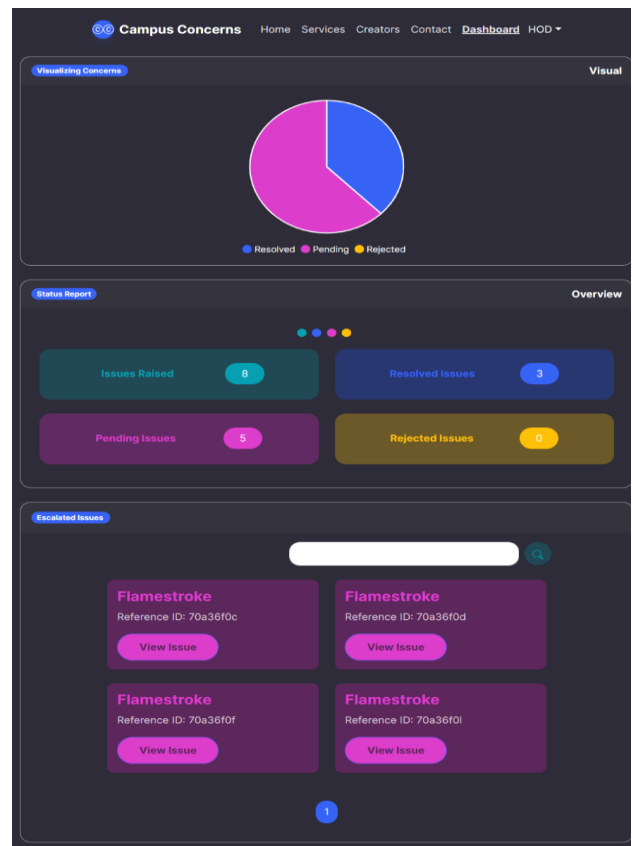 CC Campus Concerns Home Services Creators Contact Dashboard HOD
Visualizing Concerns Visual
Resolved Pending Rejected
Status Report Overview
Issues Raised 8 Resolved Issues 3
Pending Issues 5 Rejected Issues 0
Escalated Issues
Flamestroke Flamestroke
Reference ID: 70a36f0c Reference ID: 70a36f0d
View Issue View Issue
Flamestroke Flamestroke
Reference ID: 70a36f0f Reference ID: 70a36f0l
View Issue View Issue
1